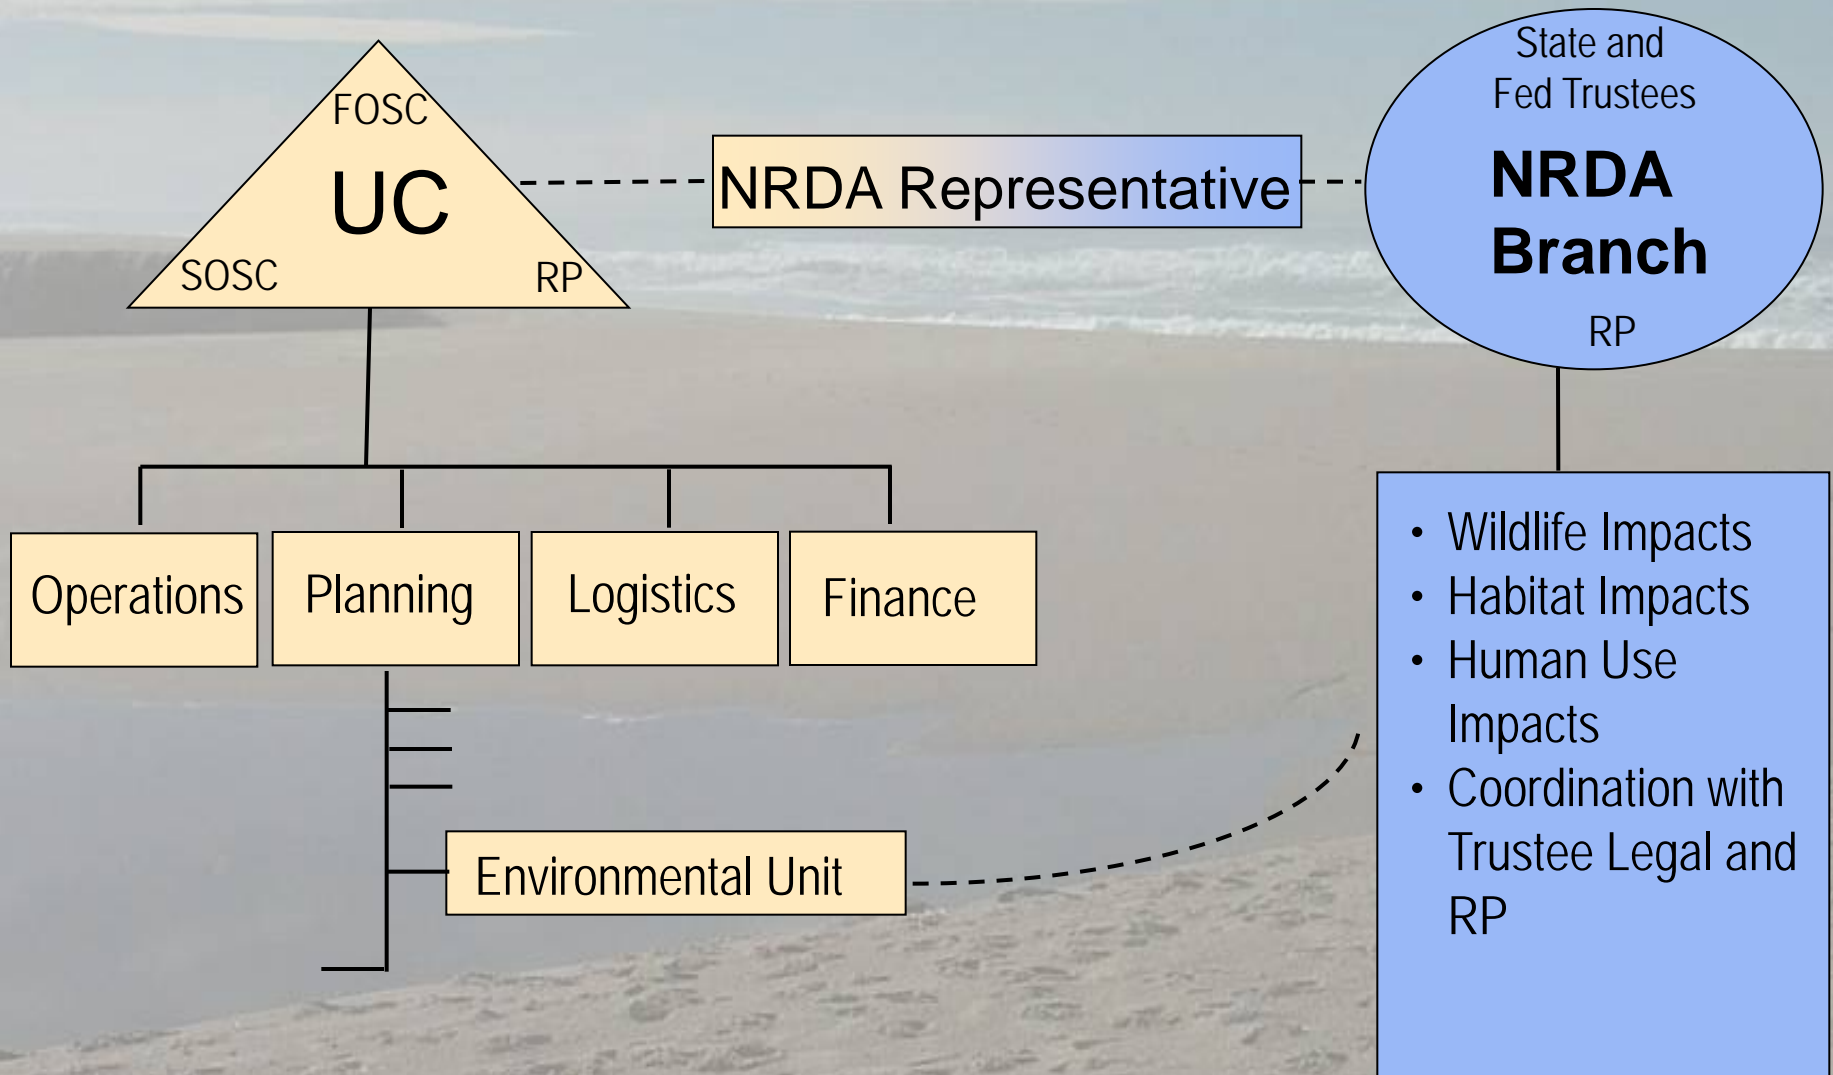 FOSC
UC
SOSC
RP
NRDA Representative
State and
Fed Trustees
NRDA
Branch
RP
Operations
Planning
Logistics
Finance
Environmental Unit
• Wildlife Impacts
• Habitat Impacts
• Human Use
Impacts
• Coordination with
Trustee Legal and
RP